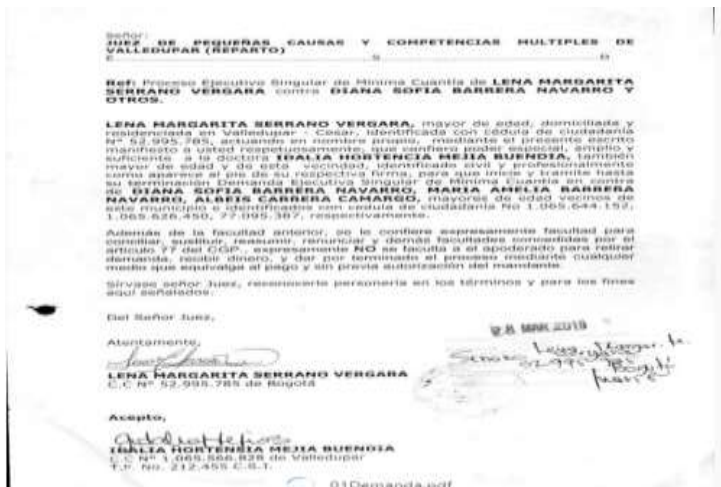 Señor:
JUEZ DE PEQUEÑAS CAUSAS Y COMPETENCIAS MULTIPLES DE
VALLEDUPAR (REPARTO)
E S D
Ref: Proceso Ejecutivo Singular de Mínima Cuantía de LENA MARGARITA
SERRANO VERGARA contra DIANA SOFIA BARRERA NAVARRO Y
OTROS.
LENA MARGARITA SERRANO VERGARA, mayor de edad, domiciliada y
residenciada en Valledupar - Cesar, identificada con cédula de ciudadanía
N° 52.995.785, actuando en nombre propio, mediante el presente escrito
manifiesto a usted respetuosamente, que confiero poder especial, amplio y
suficiente a la doctora IBALIA HORTENCIA MEJIA BUENDIA, también
mayor de edad y de esta vecindad, identificada civil y profesionalmente
como aparece al pie de su respectiva firma, para que inicie y tramite hasta
su terminación Demanda Ejecutiva Singular de Mínima Cuantía en contra
de DIANA SOFIA BARRERA NAVARRO, MARIA AMELIA BARRERA
NAVARRO, ALBEIS CABRERA CAMARGO, mayores de edad vecinos de
este municipio e identificados con cédula de ciudadanía No 1.065.644.152,
1.065.626.450, 77.095.387, respectivamente.
Además de la facultad anterior, se le confiere expresamente facultad para
conciliar, sustituir, reasumir, renunciar y demás facultades concedidas por el
artículo 77 del CGP., expresamente NO se faculta a el apoderado para retirar
demanda, recibir dinero, y dar por terminado el proceso mediante cualquier
medio que equivalga al pago y sin previa autorización del mandante.
Sírvase señor Juez, reconocerle personería en los términos y para los fines
aquí señalados.
Del Señor Juez,
28 MAR 2019
Atentamente,
LENA MARGARITA SERRANO VERGARA
C.C N° 52.995.785 de Bogotá
52.995.785
Bogotá
Acepto,
IBALIA HORTENSIA MEJIA BUENDIA
C.C N° 1.065.566.828 de Valledupar
T.P. No. 212.455 C.S.J.
01Demanda.pdf